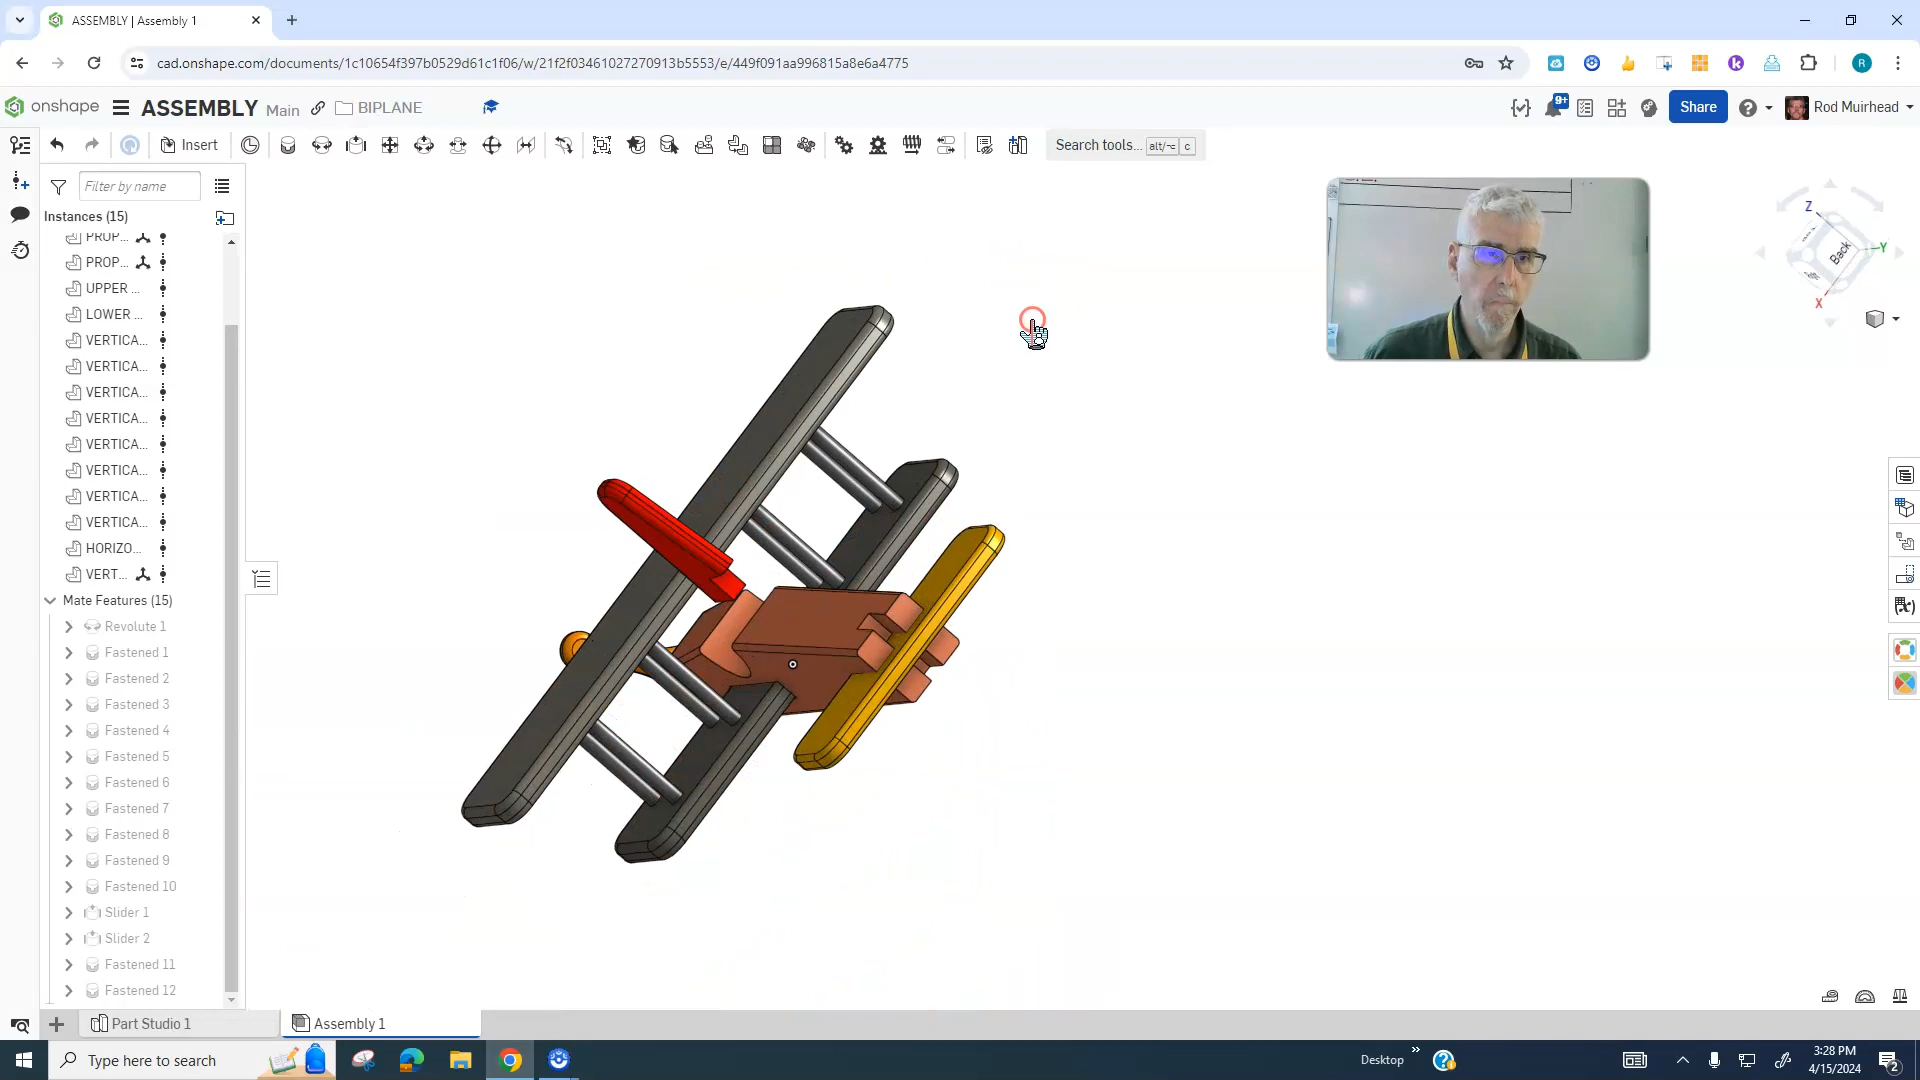 ASSEMBLY | Assembly 1
cad.onshape.com/documents/1c10654f397b0529d61c1f06/w/21f2f03461027270913b5553/e/449f091aa996815a8e6a4775
onshape
ASSEMBLY
Main
BIPLANE
9+
Share
Rod Muirhead
Insert
Search tools... alt/⌥ c
Filter by name
Instances (15)
PROP...
PROP...
UPPER ...
LOWER ...
VERTICA...
VERTICA...
VERTICA...
VERTICA...
VERTICA...
VERTICA...
VERTICA...
VERTICA...
HORIZO...
VERT...
Mate Features (15)
Revolute 1
Fastened 1
Fastened 2
Fastened 3
Fastened 4
Fastened 5
Fastened 6
Fastened 7
Fastened 8
Fastened 9
Fastened 10
Slider 1
Slider 2
Fastened 11
Fastened 12
Z
Y
X
Back
Part Studio 1
Assembly 1
Type here to search
Desktop
3:28 PM
4/15/2024
2
R